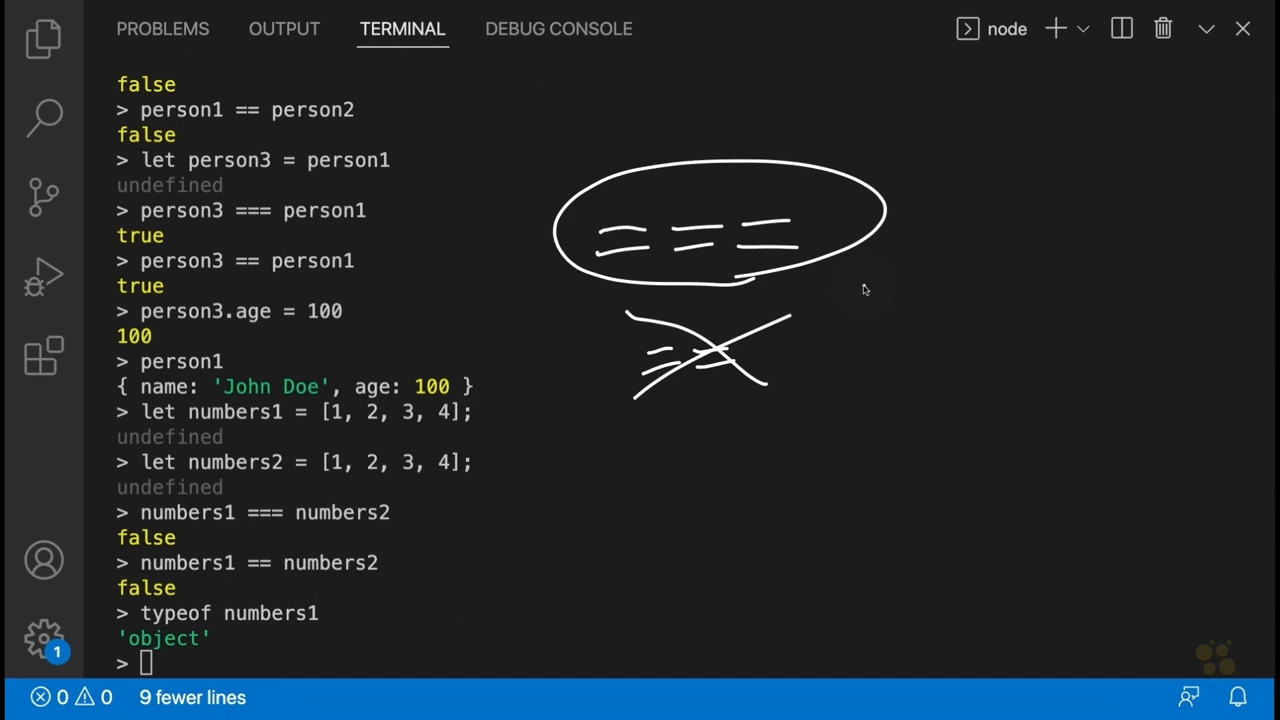 PROBLEMS OUTPUT TERMINAL DEBUG CONSOLE node
false
> person1 == person2
false
> let person3 = person1
undefined
> person3 === person1
true
> person3 == person1
true
> person3.age = 100
100
> person1
{ name: 'John Doe', age: 100 }
> let numbers1 = [1, 2, 3, 4];
undefined
> let numbers2 = [1, 2, 3, 4];
undefined
> numbers1 === numbers2
false
> numbers1 == numbers2
false
> typeof numbers1
'object'
>
===
==
1
0 0 9 fewer lines